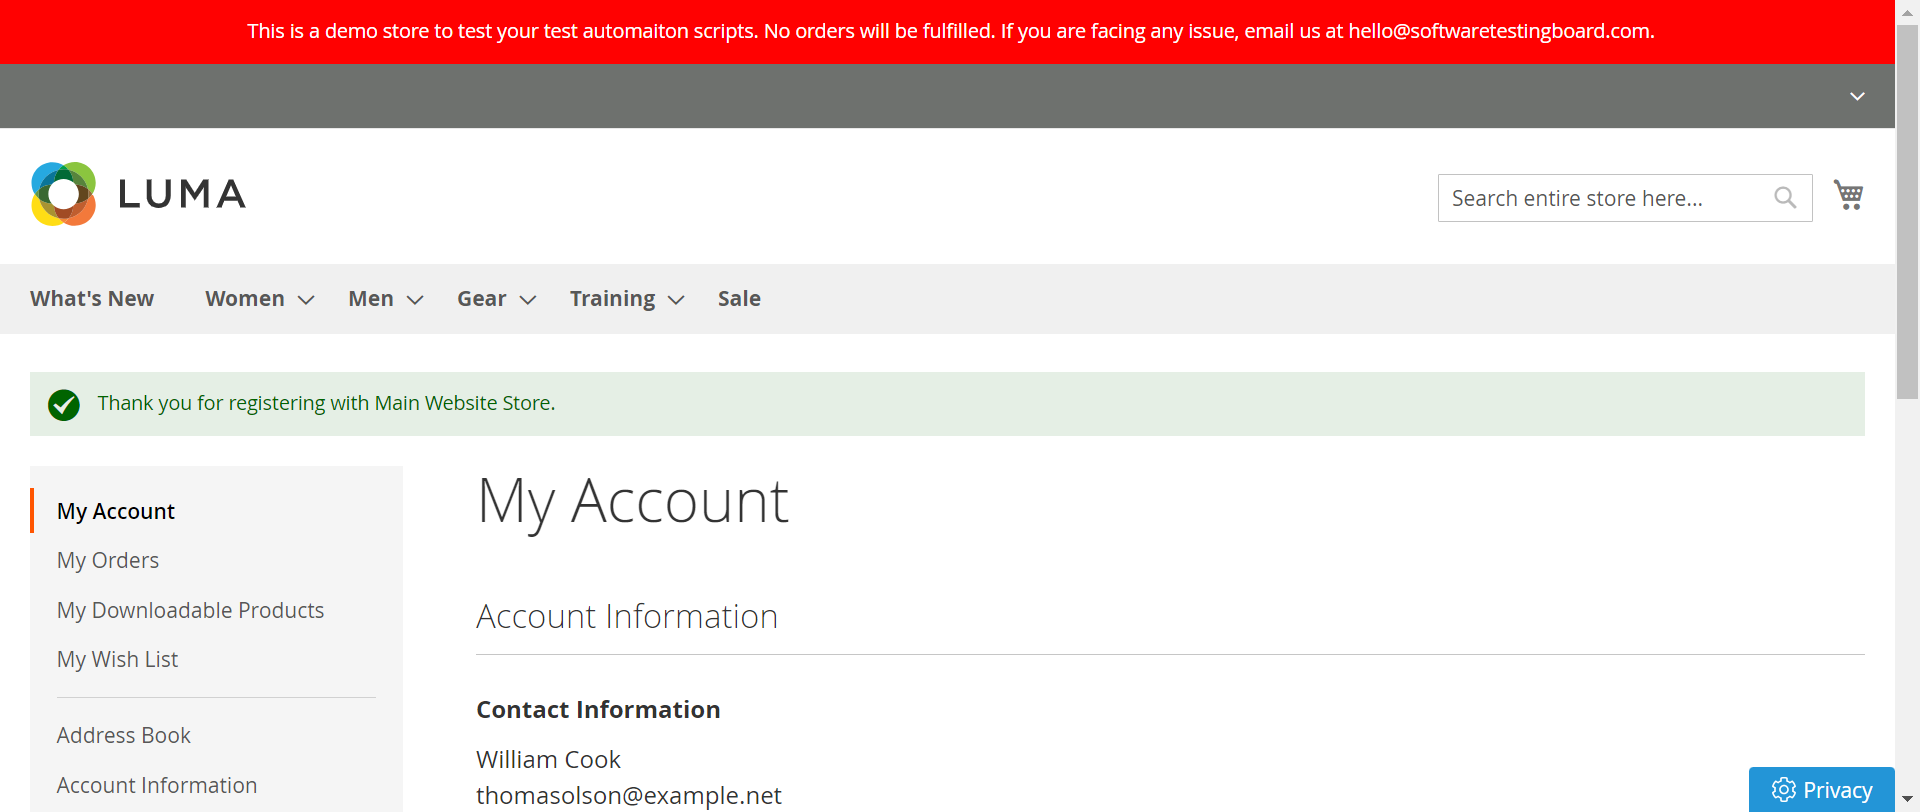 This is a demo store to test your test automaiton scripts. No orders will be fulfilled. If you are facing any issue, email us at hello@softwaretestingboard.com.
LUMA
Search entire store here...
What's New Women Men Gear Training Sale
Thank you for registering with Main Website Store.
My Account
My Orders
My Downloadable Products
My Wish List
Address Book
Account Information
My Account
Account Information
Contact Information
William Cook
thomasolson@example.net
Privacy